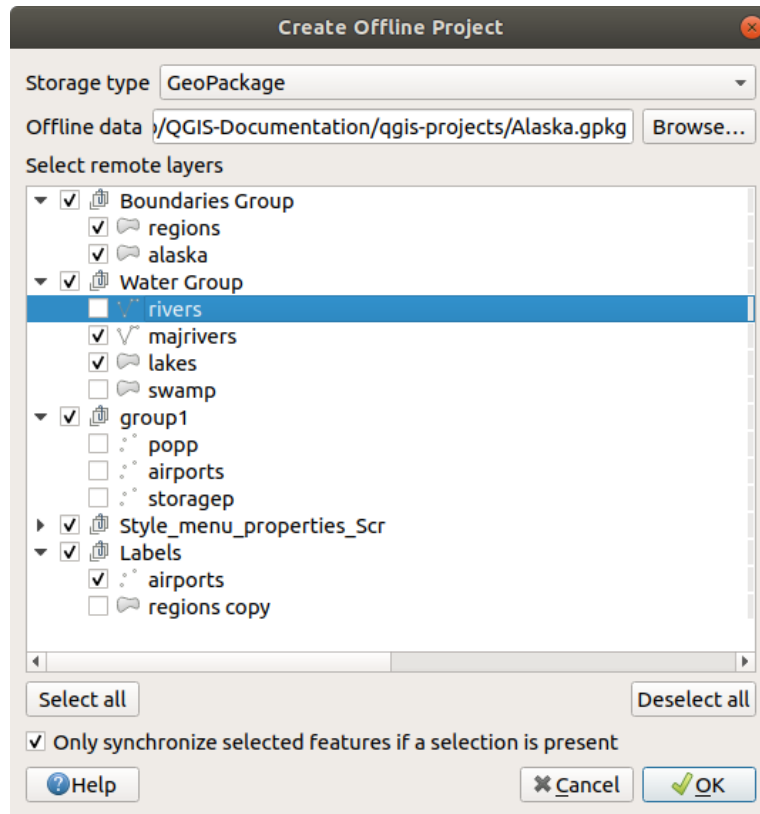 Create Offline Project
Storage type GeoPackage
Offline data /QGIS-Documentation/qgis-projects/Alaska.gpkg Browse...
Select remote layers
Boundaries Group
regions
alaska
Water Group
rivers
majrivers
lakes
swamp
group1
popp
airports
storagep
Style_menu_properties_Scr
Labels
airports
regions copy
Select all Deselect all
Only synchronize selected features if a selection is present
Help Cancel OK